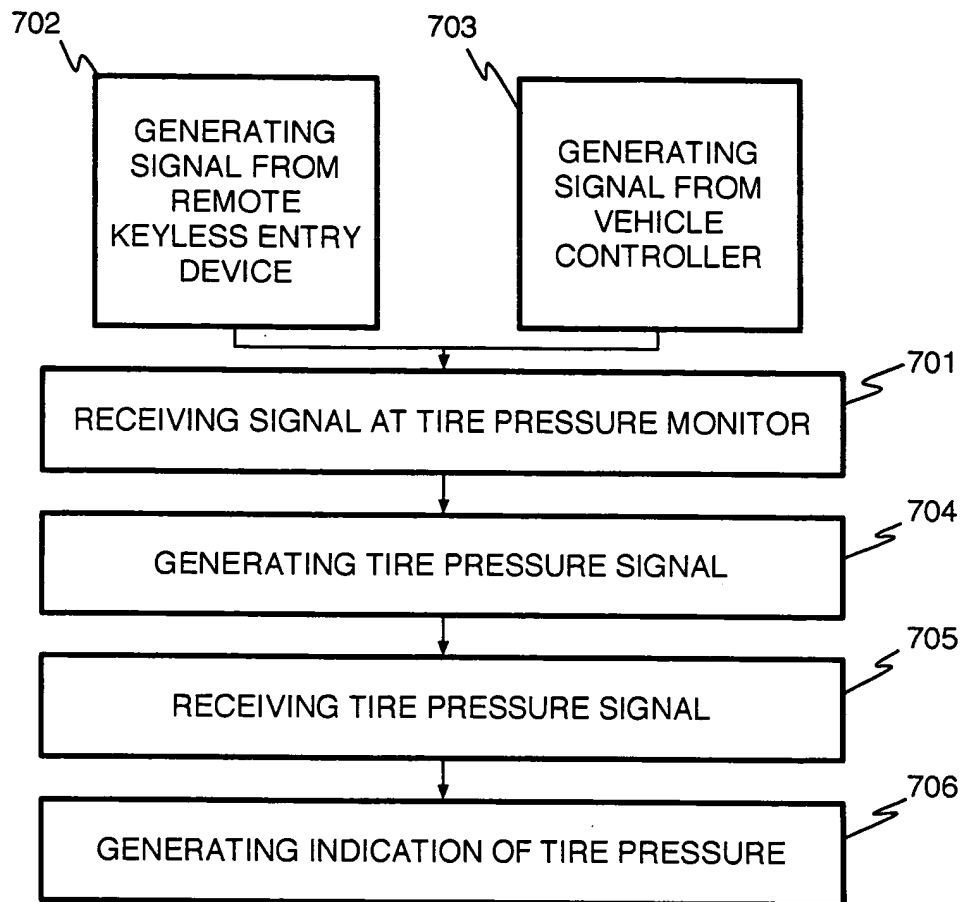 702
703
GENERATING
SIGNAL FROM
REMOTE
KEYLESS ENTRY
DEVICE
GENERATING
SIGNAL FROM
VEHICLE
CONTROLLER
701
RECEIVING SIGNAL AT TIRE PRESSURE MONITOR
704
GENERATING TIRE PRESSURE SIGNAL
705
RECEIVING TIRE PRESSURE SIGNAL
706
GENERATING INDICATION OF TIRE PRESSURE